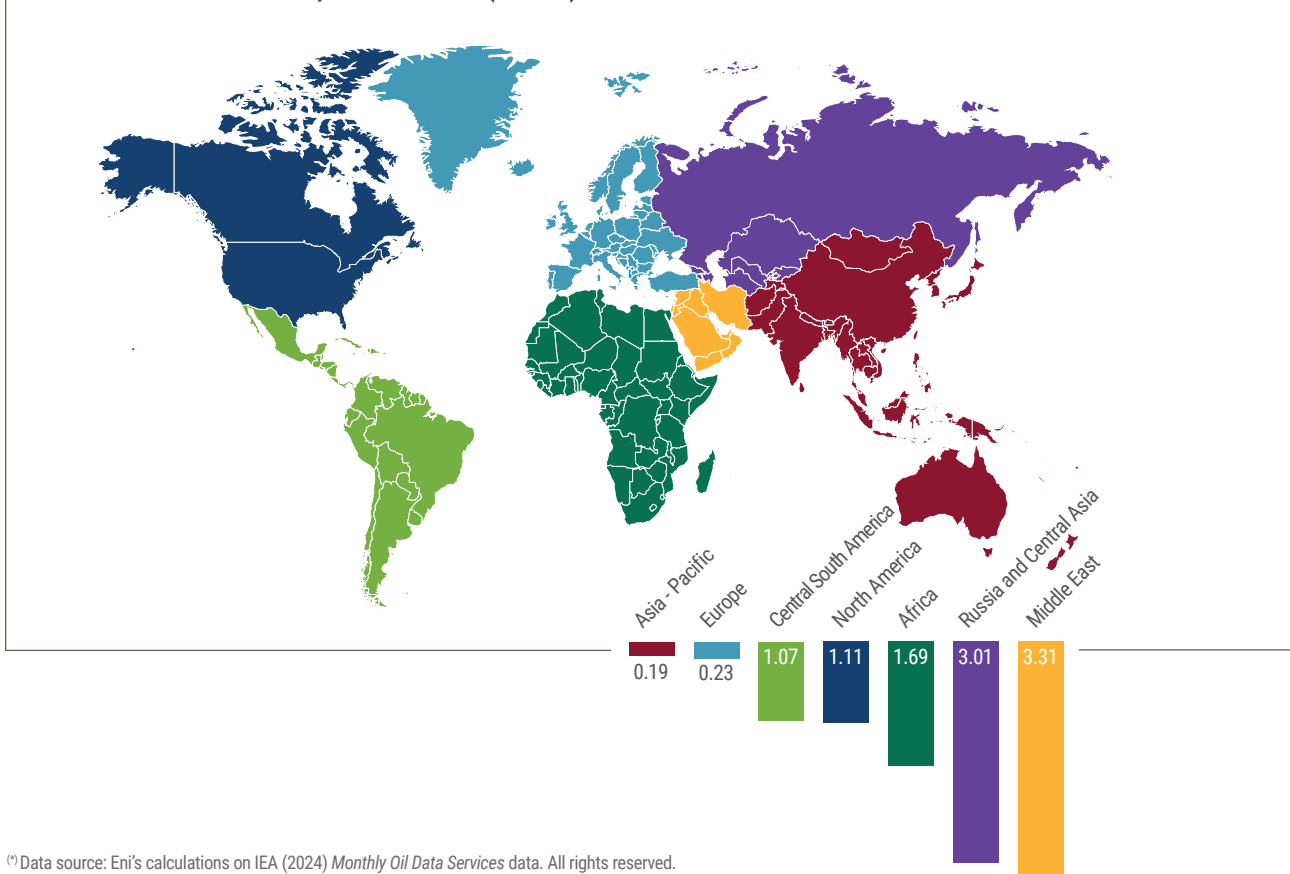 Asia - Pacific
Europe
Central South America
North America
Africa
Russia and Central Asia
Middle East
0.19
0.23
1.07
1.11
1.69
3.01
3.31
(*) Data source: Eni's calculations on IEA (2024) Monthly Oil Data Services data. All rights reserved.